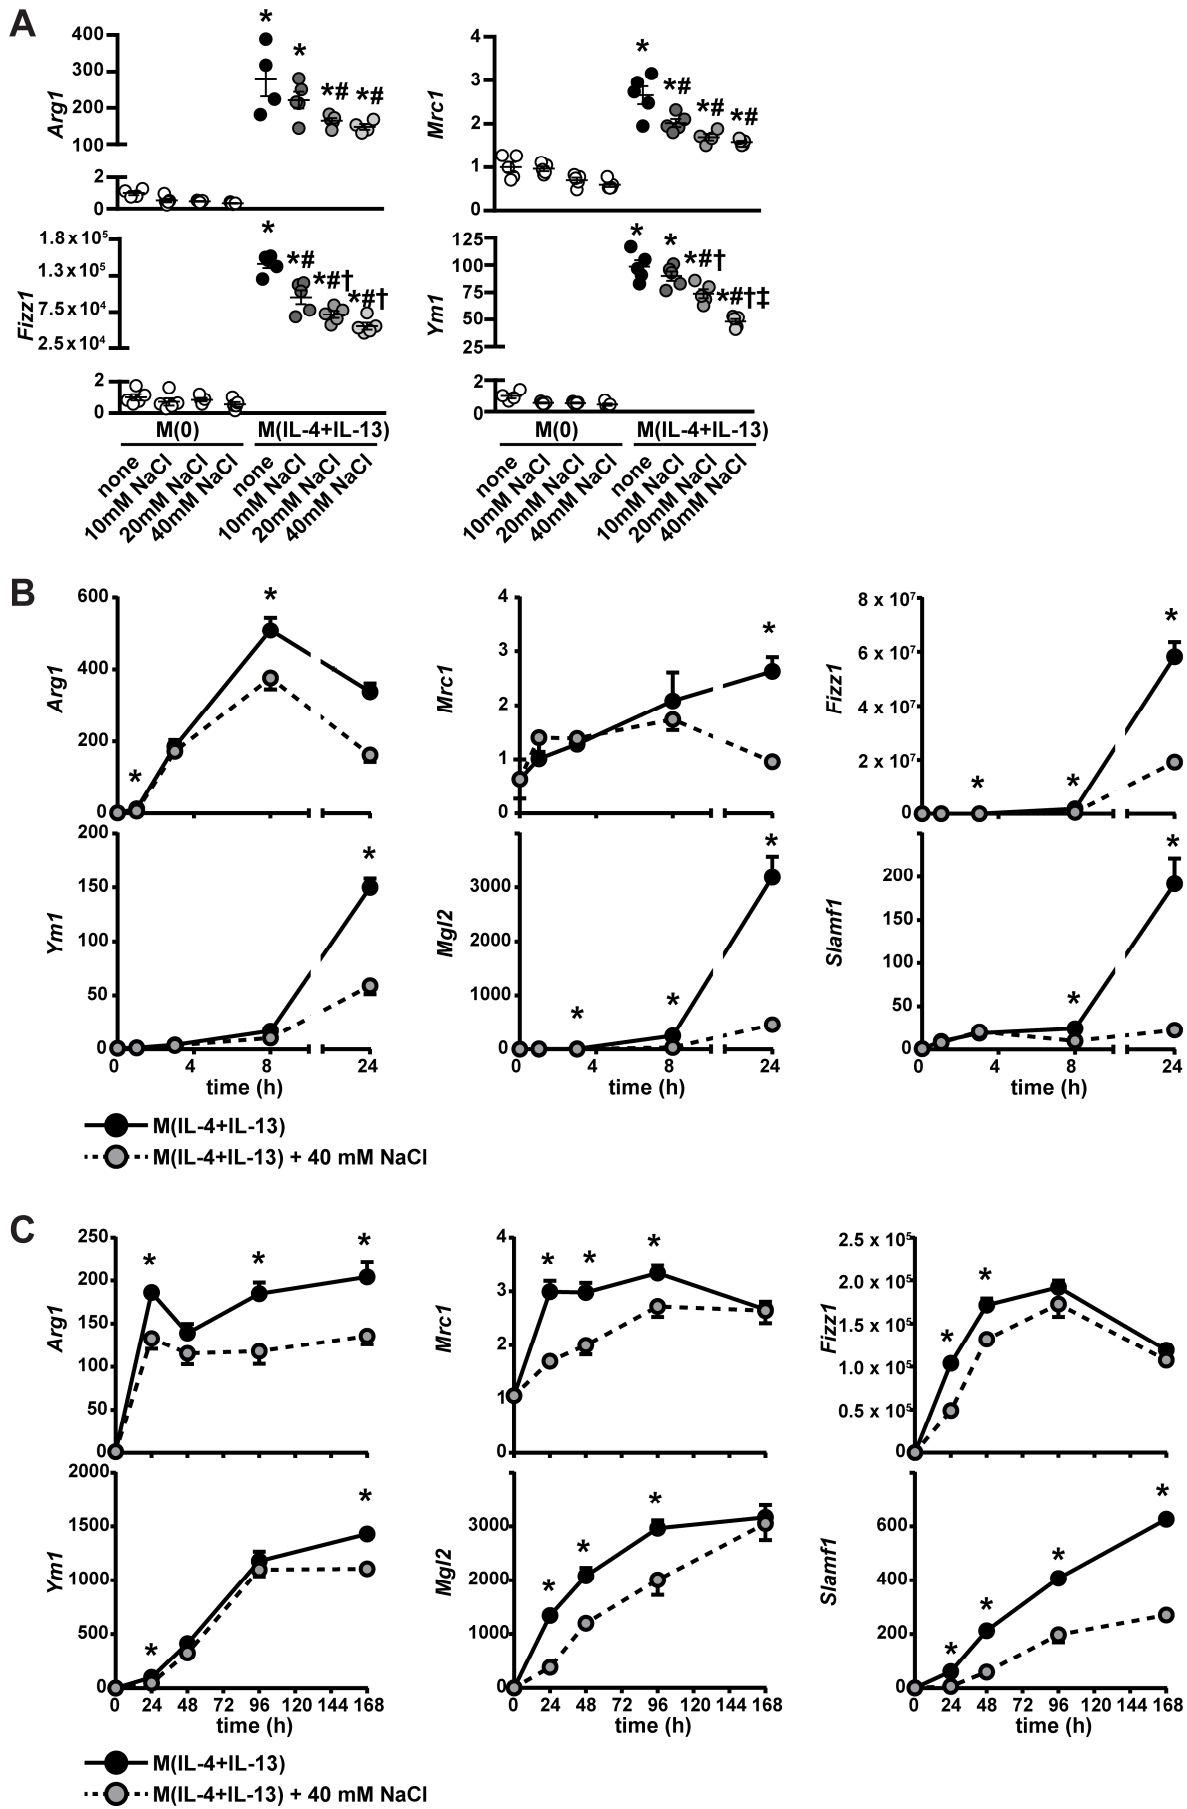 A
Arg1
400
300
200
100
2
0
* * *# *#
Mrc1
4
3
2
1
0
* *# *# *#
Fizz1
1.8 x 10⁵
1.3 x 10⁵
7.5 x 10⁴
2.5 x 10⁴
2
0
* *# *#† *#†
Ym1
125
100
75
50
25
2
0
* * *#† *#†‡
M(0) M(IL-4+IL-13) M(0) M(IL-4+IL-13)
none 10mM NaCl 20mM NaCl 40mM NaCl none 10mM NaCl 20mM NaCl 40mM NaCl
none 10mM NaCl 20mM NaCl 40mM NaCl none 10mM NaCl 20mM NaCl 40mM NaCl
B
Arg1
600
400
200
0
* *
Mrc1
4
3
2
1
0
*
Fizz1
8 x 10⁷
6 x 10⁷
4 x 10⁷
2 x 10⁷
0
* * *
Ym1
200
150
100
50
0
*
0 4 8 24
time (h)
Mgl2
3000
2000
1000
0
* * *
0 4 8 24
time (h)
Slamf1
200
150
100
50
0
* *
0 4 8 24
time (h)
M(IL-4+IL-13)
M(IL-4+IL-13) + 40 mM NaCl
C
Arg1
250
200
150
100
50
0
* * *
Mrc1
4
3
2
1
0
* * *
Fizz1
2.5 x 10⁵
2.0 x 10⁵
1.5 x 10⁵
1.0 x 10⁵
0.5 x 10⁵
0
* *
Ym1
2000
1500
1000
500
0
* *
0 24 48 72 96 120 144 168
time (h)
Mgl2
3000
2000
1000
0
* * *
0 24 48 72 96 120 144 168
time (h)
Slamf1
600
400
200
0
* * * *
0 24 48 72 96 120 144 168
time (h)
M(IL-4+IL-13)
M(IL-4+IL-13) + 40 mM NaCl